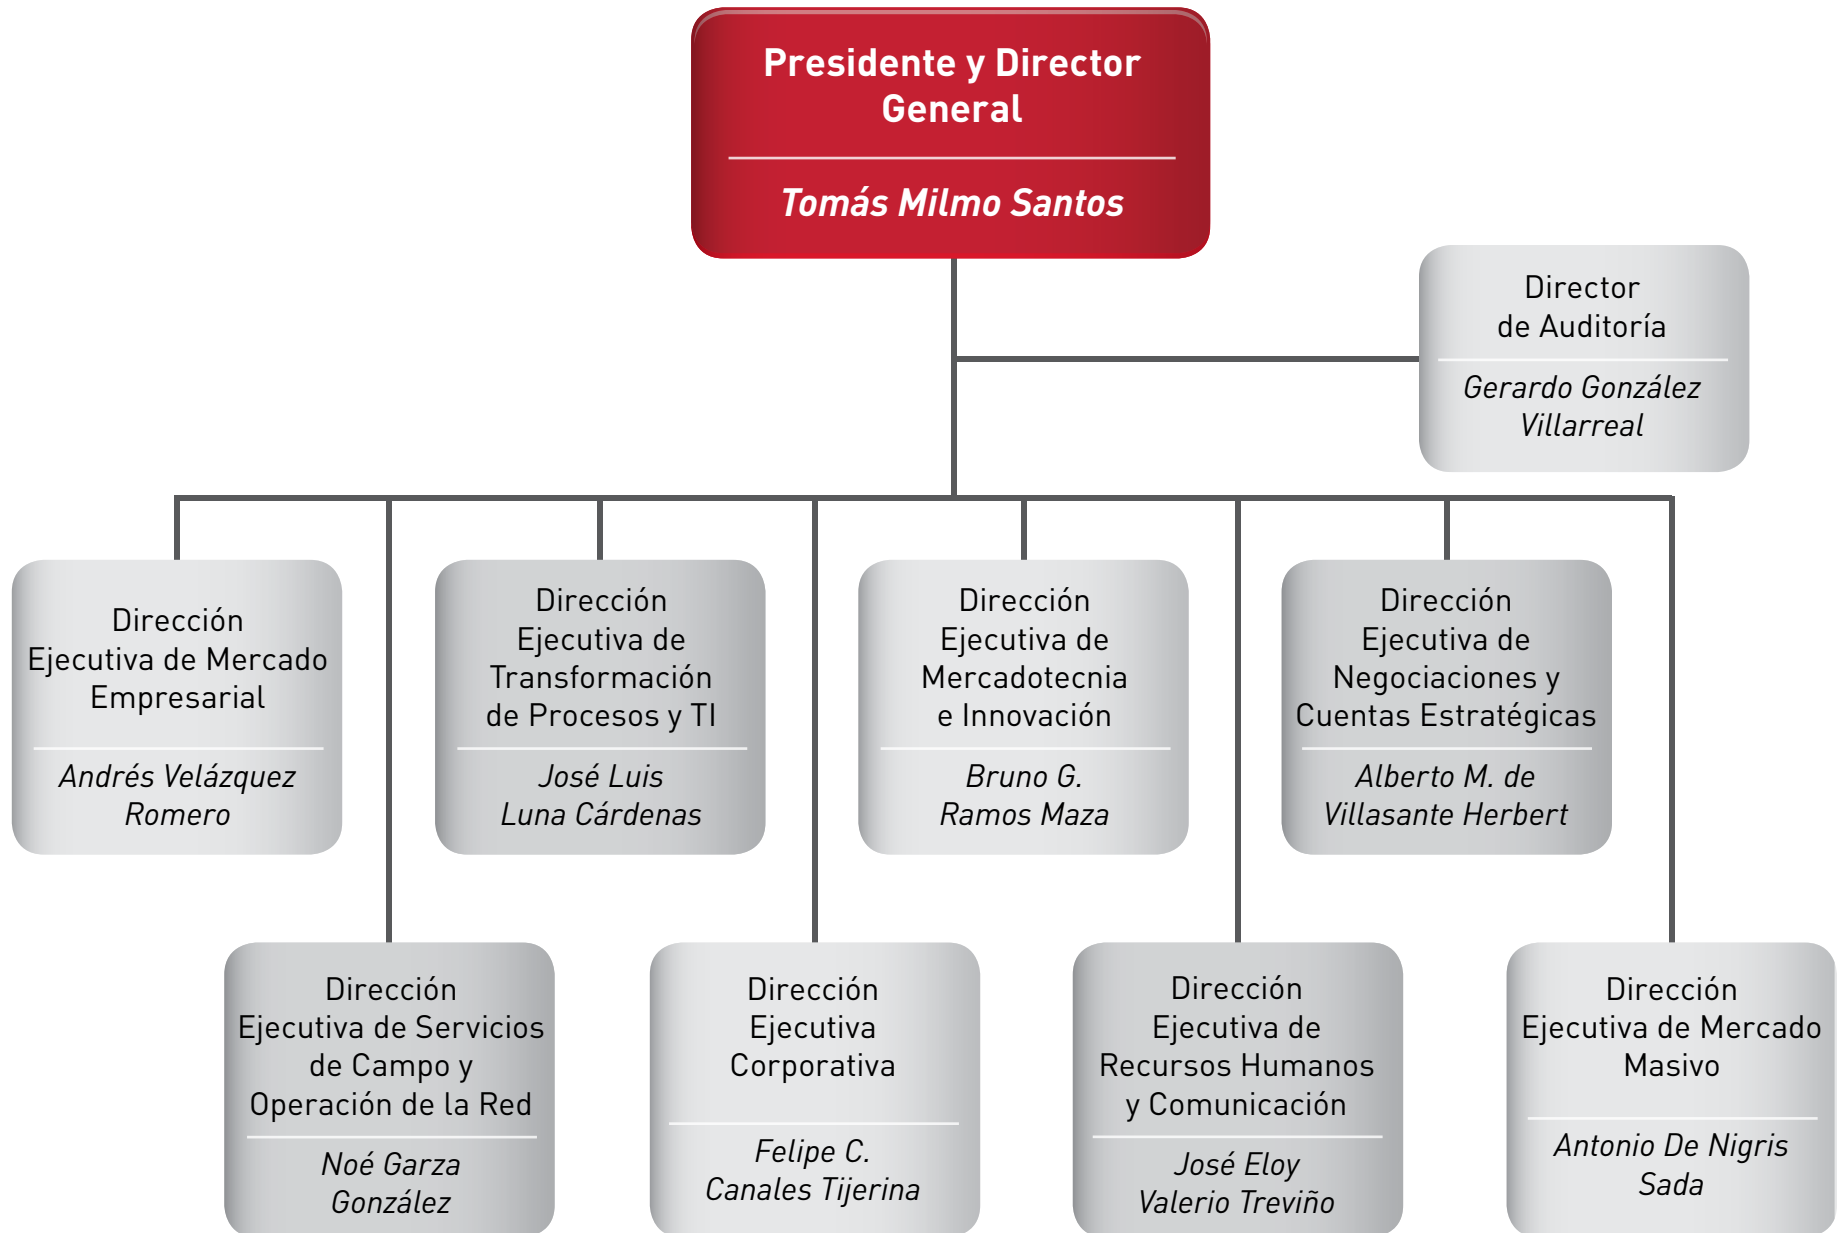 Presidente y Director
General
Tomás Milmo Santos
Director
de Auditoría
Gerardo González
Villarreal
Dirección
Ejecutiva de Mercado
Empresarial
Andrés Velázquez
Romero
Dirección
Ejecutiva de
Transformación
de Procesos y TI
José Luis
Luna Cárdenas
Dirección
Ejecutiva de
Mercadotecnia
e Innovación
Bruno G.
Ramos Maza
Dirección
Ejecutiva de
Negociaciones y
Cuentas Estratégicas
Alberto M. de
Villasante Herbert
Dirección
Ejecutiva de Servicios
de Campo y
Operación de la Red
Noé Garza
González
Dirección
Ejecutiva
Corporativa
Felipe C.
Canales Tijerina
Dirección
Ejecutiva de
Recursos Humanos
y Comunicación
José Eloy
Valerio Treviño
Dirección
Ejecutiva de Mercado
Masivo
Antonio De Nigris
Sada